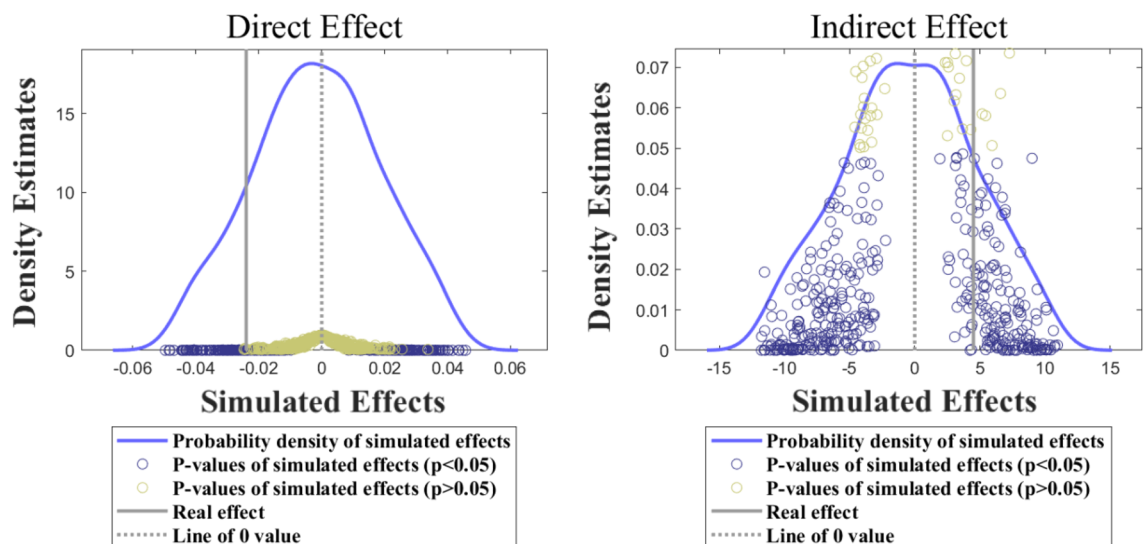 Direct Effect
Density Estimates
15
10
5
0
-0.06
-0.04
-0.02
0
0.02
0.04
0.06
Simulated Effects
Probability density of simulated effects
P-values of simulated effects (p<0.05)
P-values of simulated effects (p>0.05)
Real effect
Line of 0 value
Indirect Effect
Density Estimates
0.07
0.06
0.05
0.04
0.03
0.02
0.01
0
-15
-10
-5
0
5
10
15
Simulated Effects
Probability density of simulated effects
P-values of simulated effects (p<0.05)
P-values of simulated effects (p>0.05)
Real effect
Line of 0 value